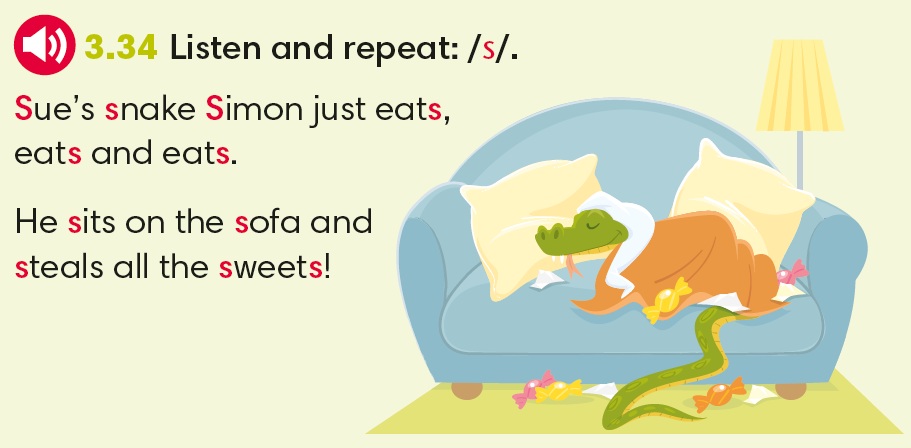 3.34 Listen and repeat: /s/.
Sue’s snake Simon just eats,
eats and eats.
He sits on the sofa and
steals all the sweets!